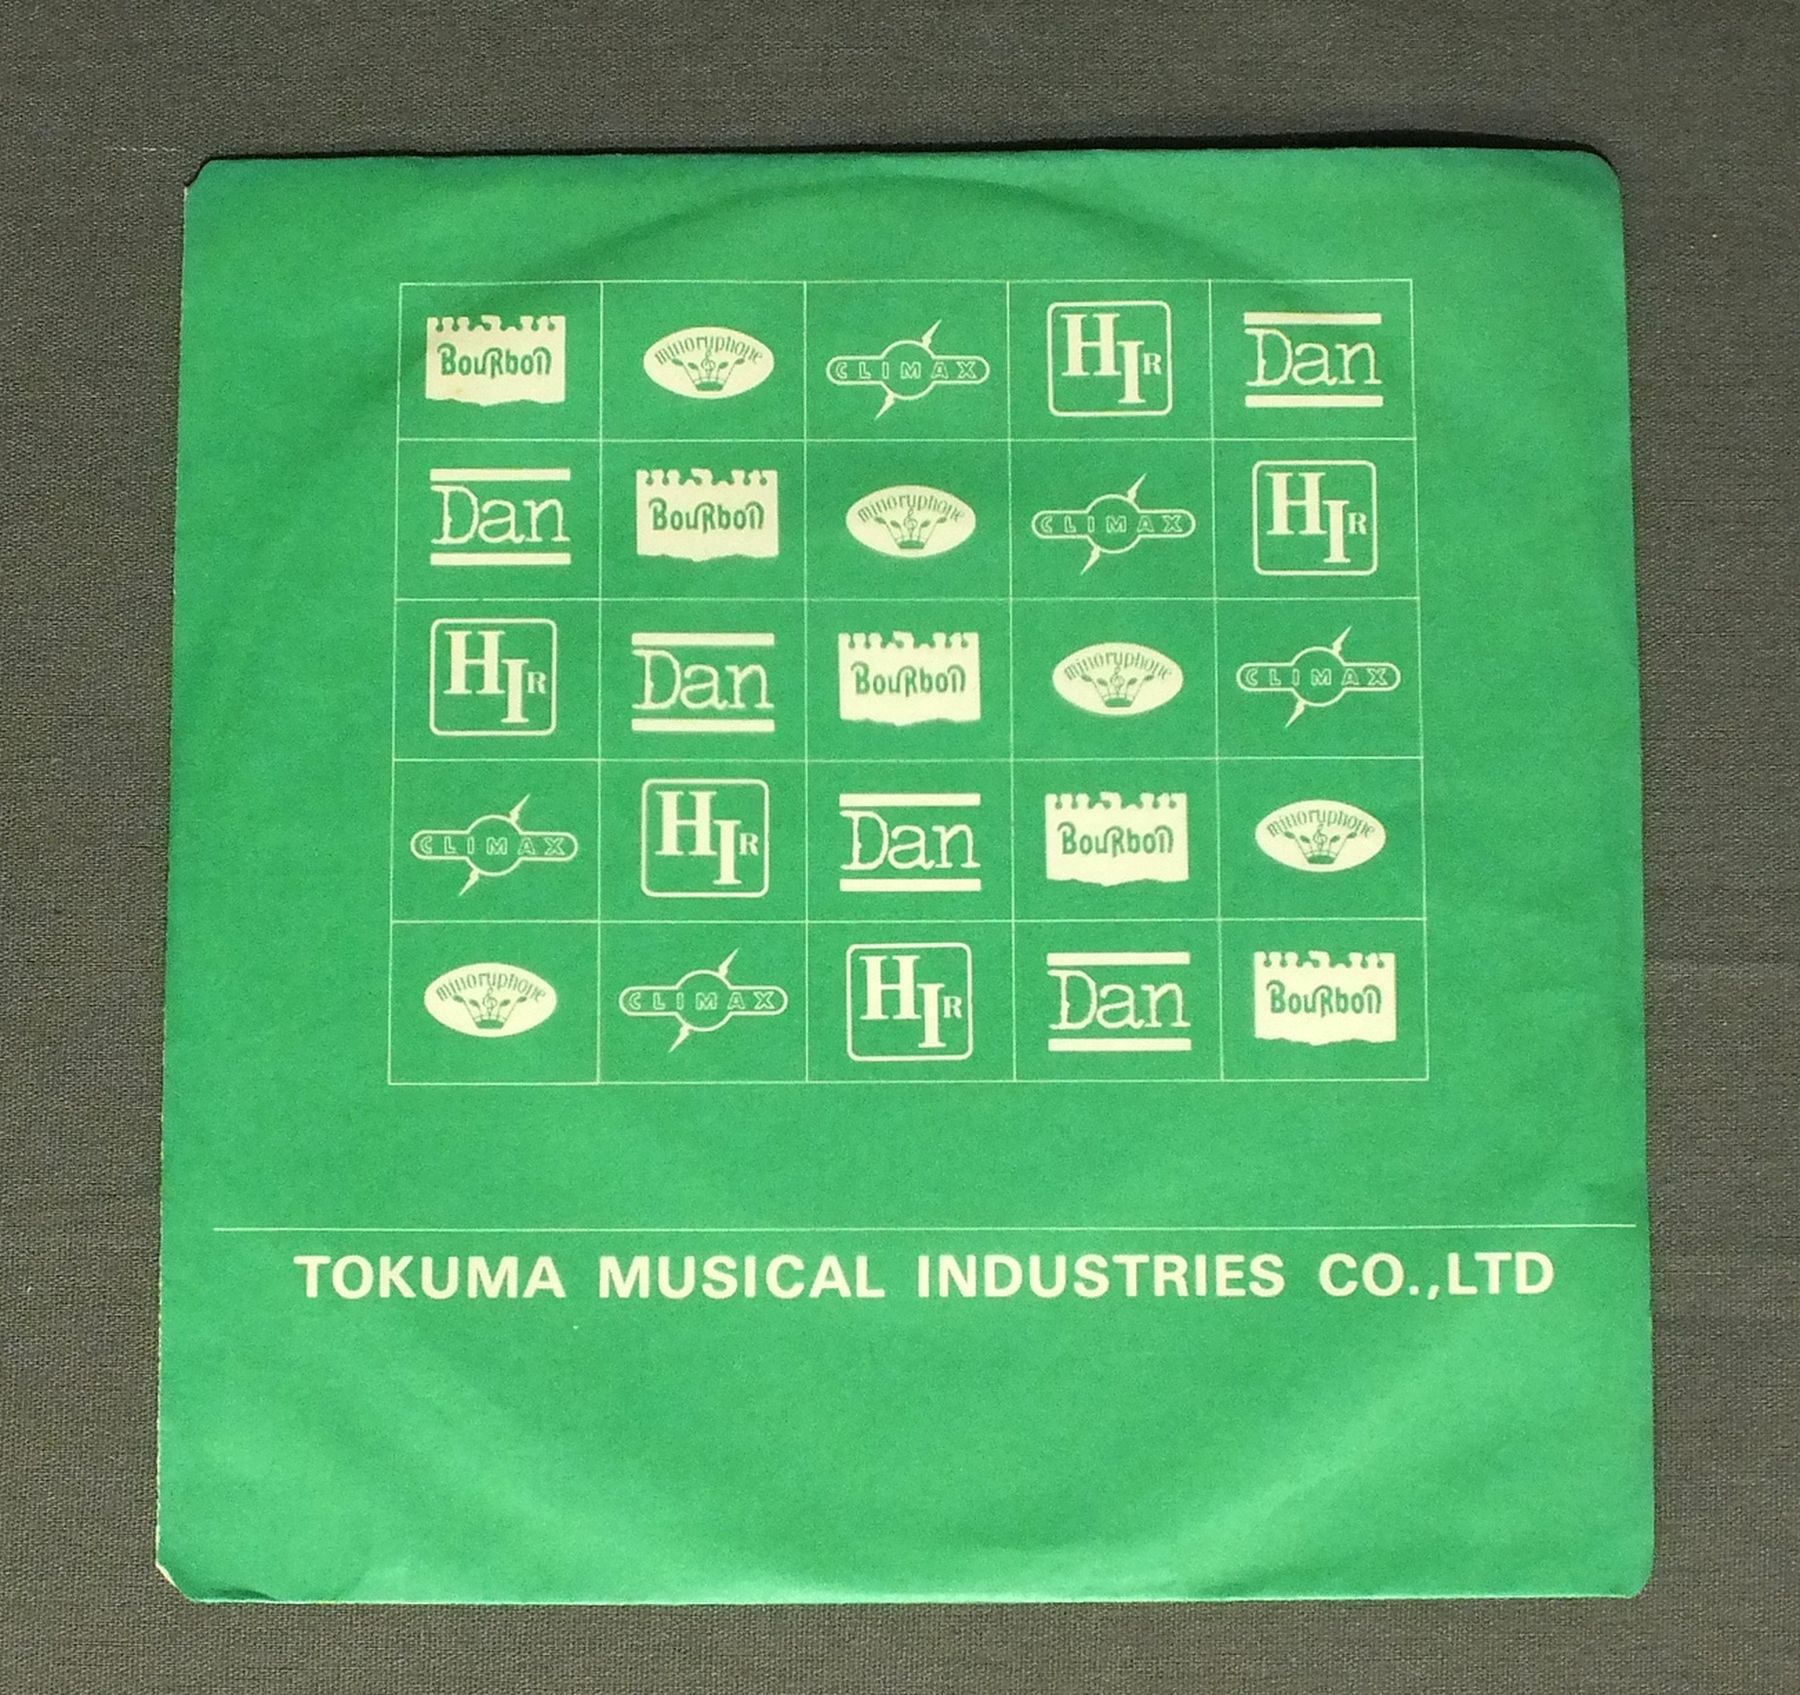 BouRbon minoryphone CLIMAX HIR Dan
Dan BouRbon minoryphone CLIMAX HIR
HIR Dan BouRbon minoryphone CLIMAX
CLIMAX HIR Dan BouRbon minoryphone
minoryphone CLIMAX HIR Dan BouRbon
TOKUMA MUSICAL INDUSTRIES CO.,LTD